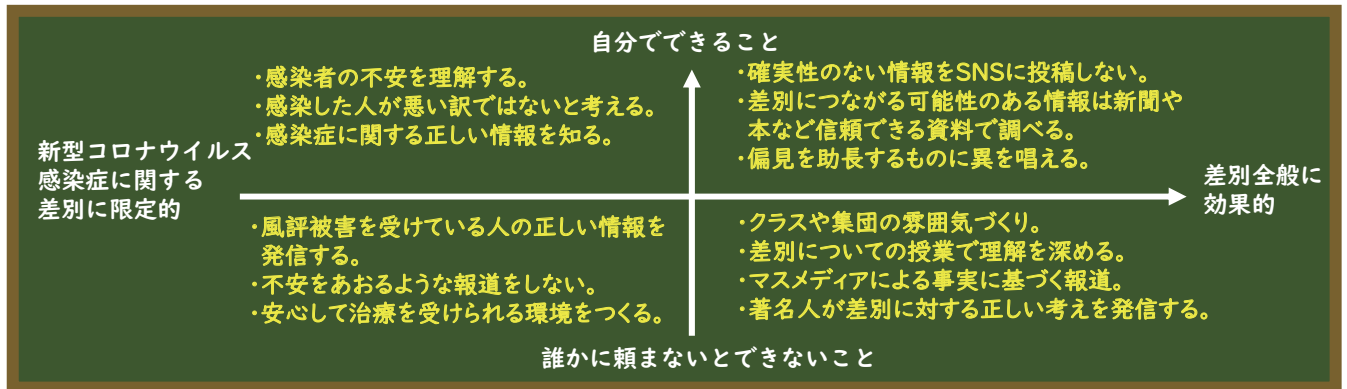 自分でできること
・感染者の不安を理解する。
・感染した人が悪い訳ではないと考える。
・感染症に関する正しい情報を知る。
・確実性のない情報をSNSに投稿しない。
・差別につながる可能性のある情報は新聞や
本など信頼できる資料で調べる。
・偏見を助長するものに異を唱える。
新型コロナウイルス
感染症に関する
差別に限定的
差別全般に
効果的
・風評被害を受けている人の正しい情報を
発信する。
・不安をあおるような報道をしない。
・安心して治療を受けられる環境をつくる。
・クラスや集団の雰囲気づくり。
・差別についての授業で理解を深める。
・マスメディアによる事実に基づく報道。
・著名人が差別に対する正しい考えを発信する。
誰かに頼まないとできないこと